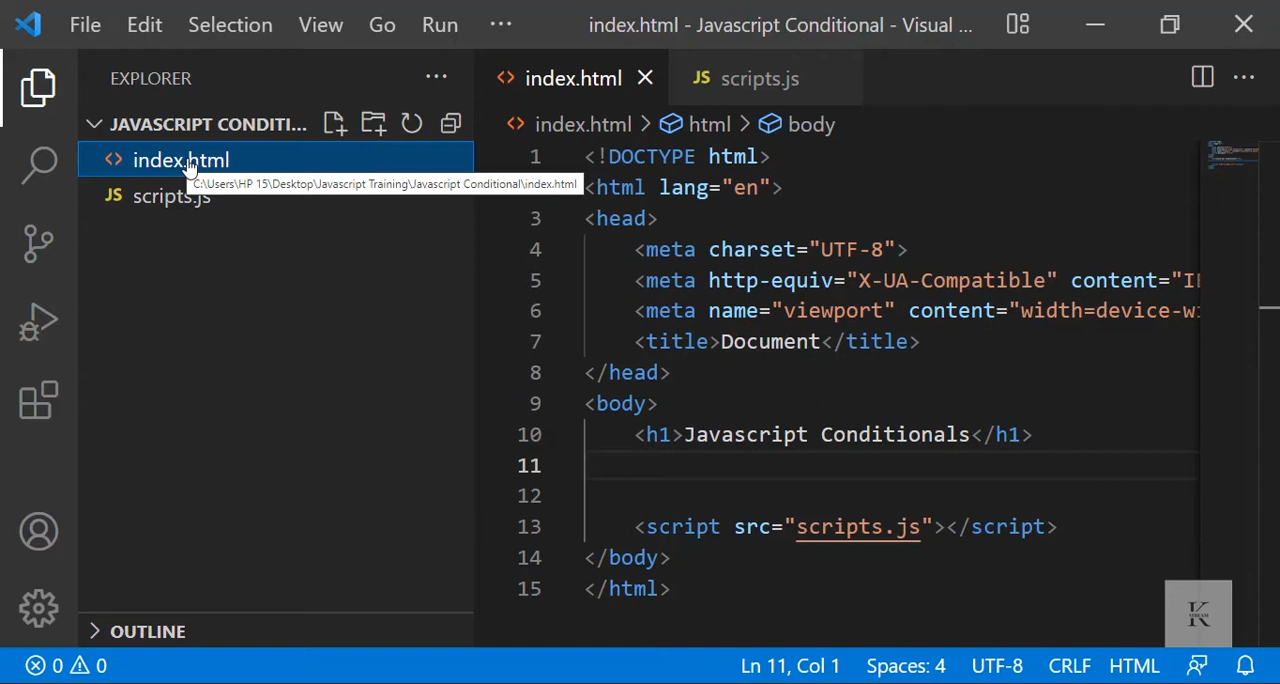 File Edit Selection View Go Run ··· index.html - Javascript Conditional - Visual ...
EXPLORER ···
JAVASCRIPT CONDITI...
index.html
C:\Users\HP 15\Desktop\Javascript Training\Javascript Conditional\index.html
JS scripts.js
OUTLINE
<> index.html JS scripts.js ···
<> index.html > html > body
1 <!DOCTYPE html>
<html lang="en">
3 <head>
4 <meta charset="UTF-8">
5 <meta http-equiv="X-UA-Compatible" content="IE
6 <meta name="viewport" content="width=device-wi
7 <title>Document</title>
8 </head>
9 <body>
10 <h1>Javascript Conditionals</h1>
11
12
13 <script src="scripts.js"></script>
14 </body>
15 </html>
K
0 0 Ln 11, Col 1 Spaces: 4 UTF-8 CRLF HTML